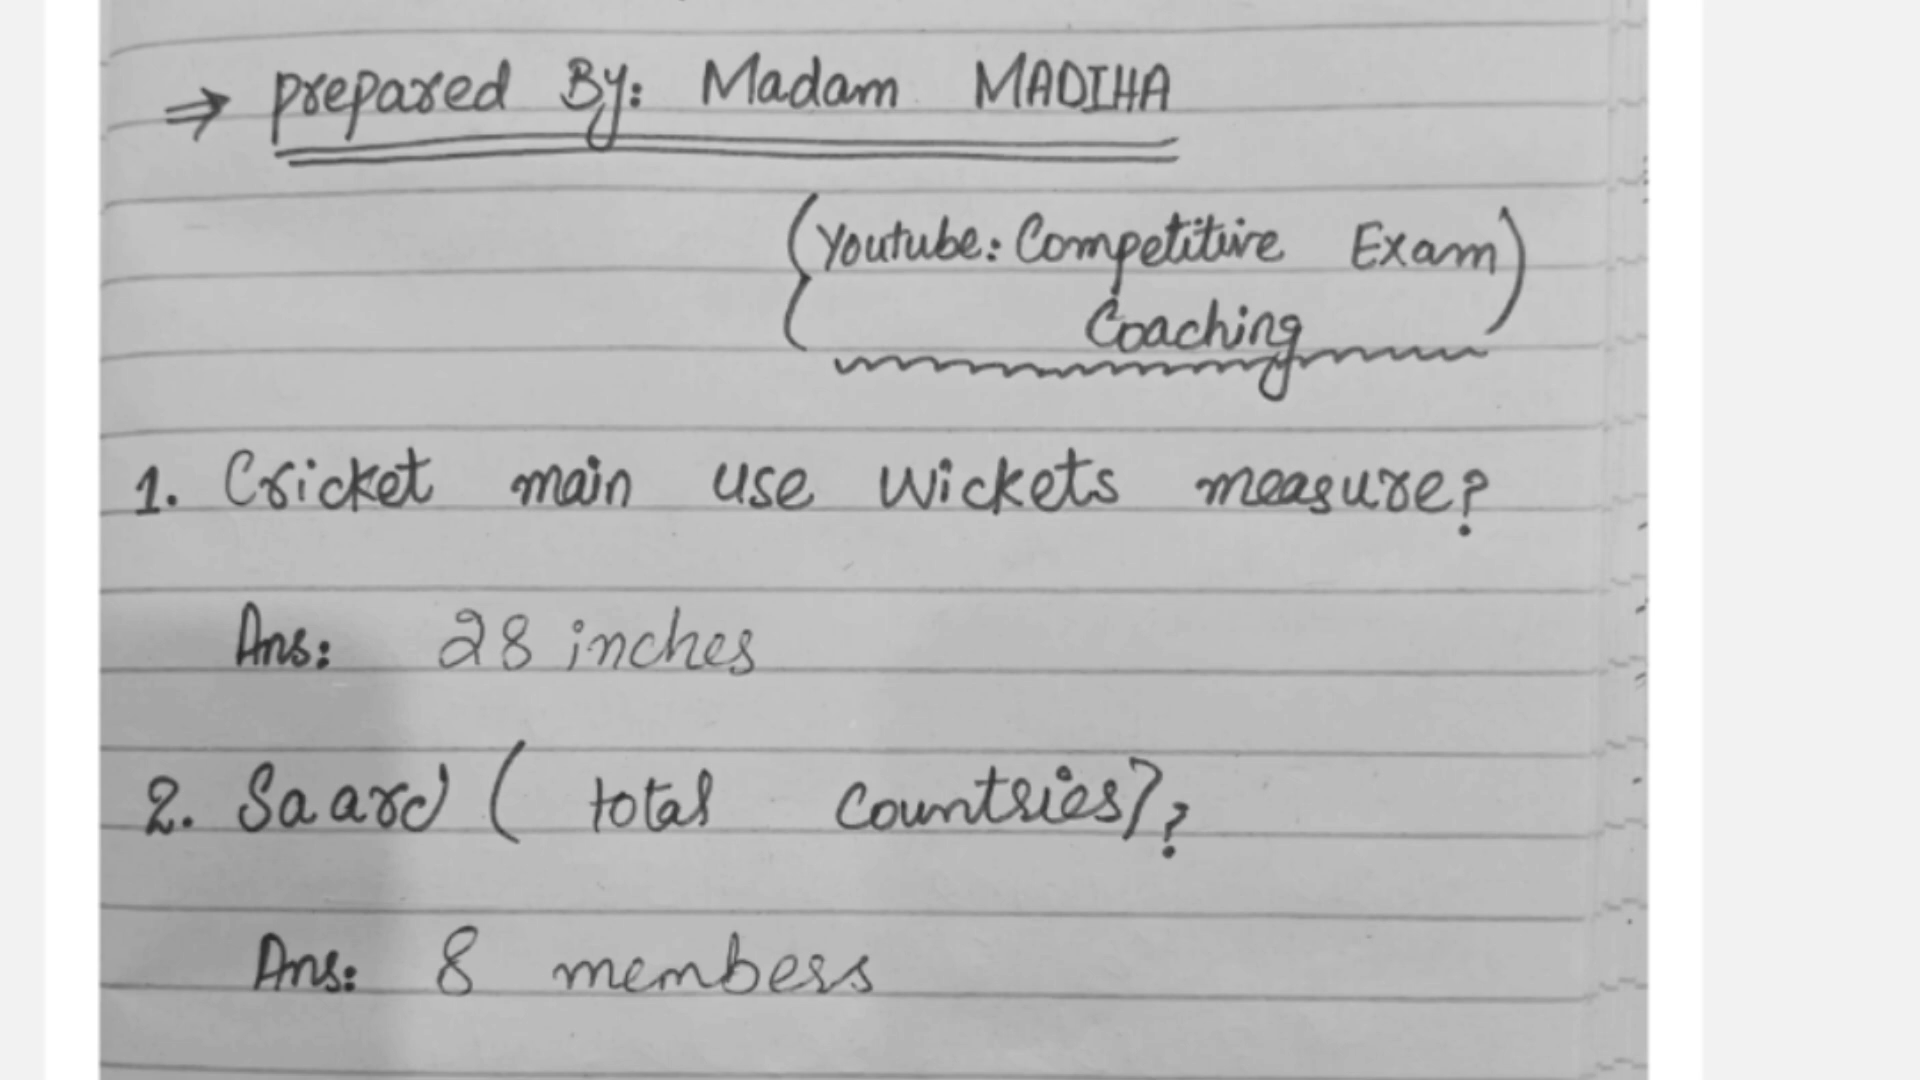 ⇒ prepared By: Madam MADIHA
(Youtube: Competitive Exam
Coaching)
1. Cricket main use wickets measure?
Ans: 28 inches
2. Saarc (total countries)?
Ans: 8 members